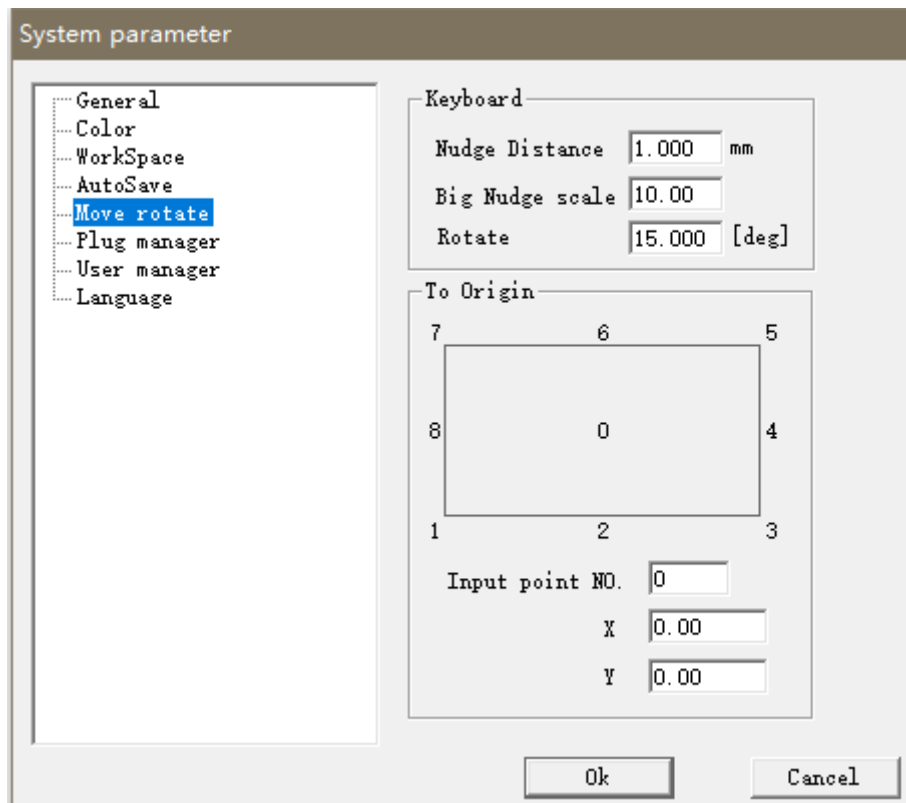 System parameter
General
Color
WorkSpace
AutoSave
Move rotate
Plug manager
User manager
Language
Keyboard
Nudge Distance 1.000 mm
Big Nudge scale 10.00
Rotate 15.000 [deg]
To Origin
7 6 5
8 0 4
1 2 3
Input point NO. 0
X 0.00
Y 0.00
Ok Cancel